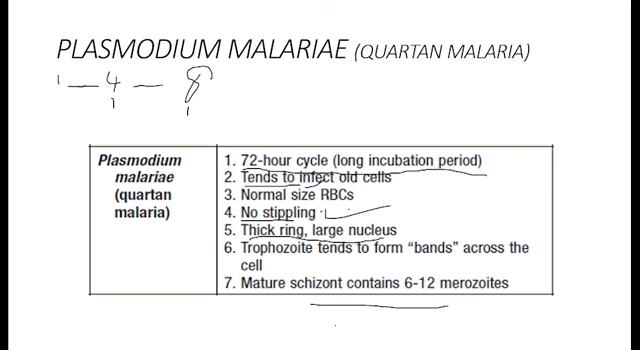 PLASMODIUM MALARIAE (QUARTAN MALARIA)
1 — 4 — 8
Plasmodium
malariae
(quartan
malaria)
1. 72-hour cycle (long incubation period)
2. Tends to infect old cells
3. Normal size RBCs
4. No stippling
5. Thick ring, large nucleus
6. Trophozoite tends to form “bands” across the
cell
7. Mature schizont contains 6-12 merozoites